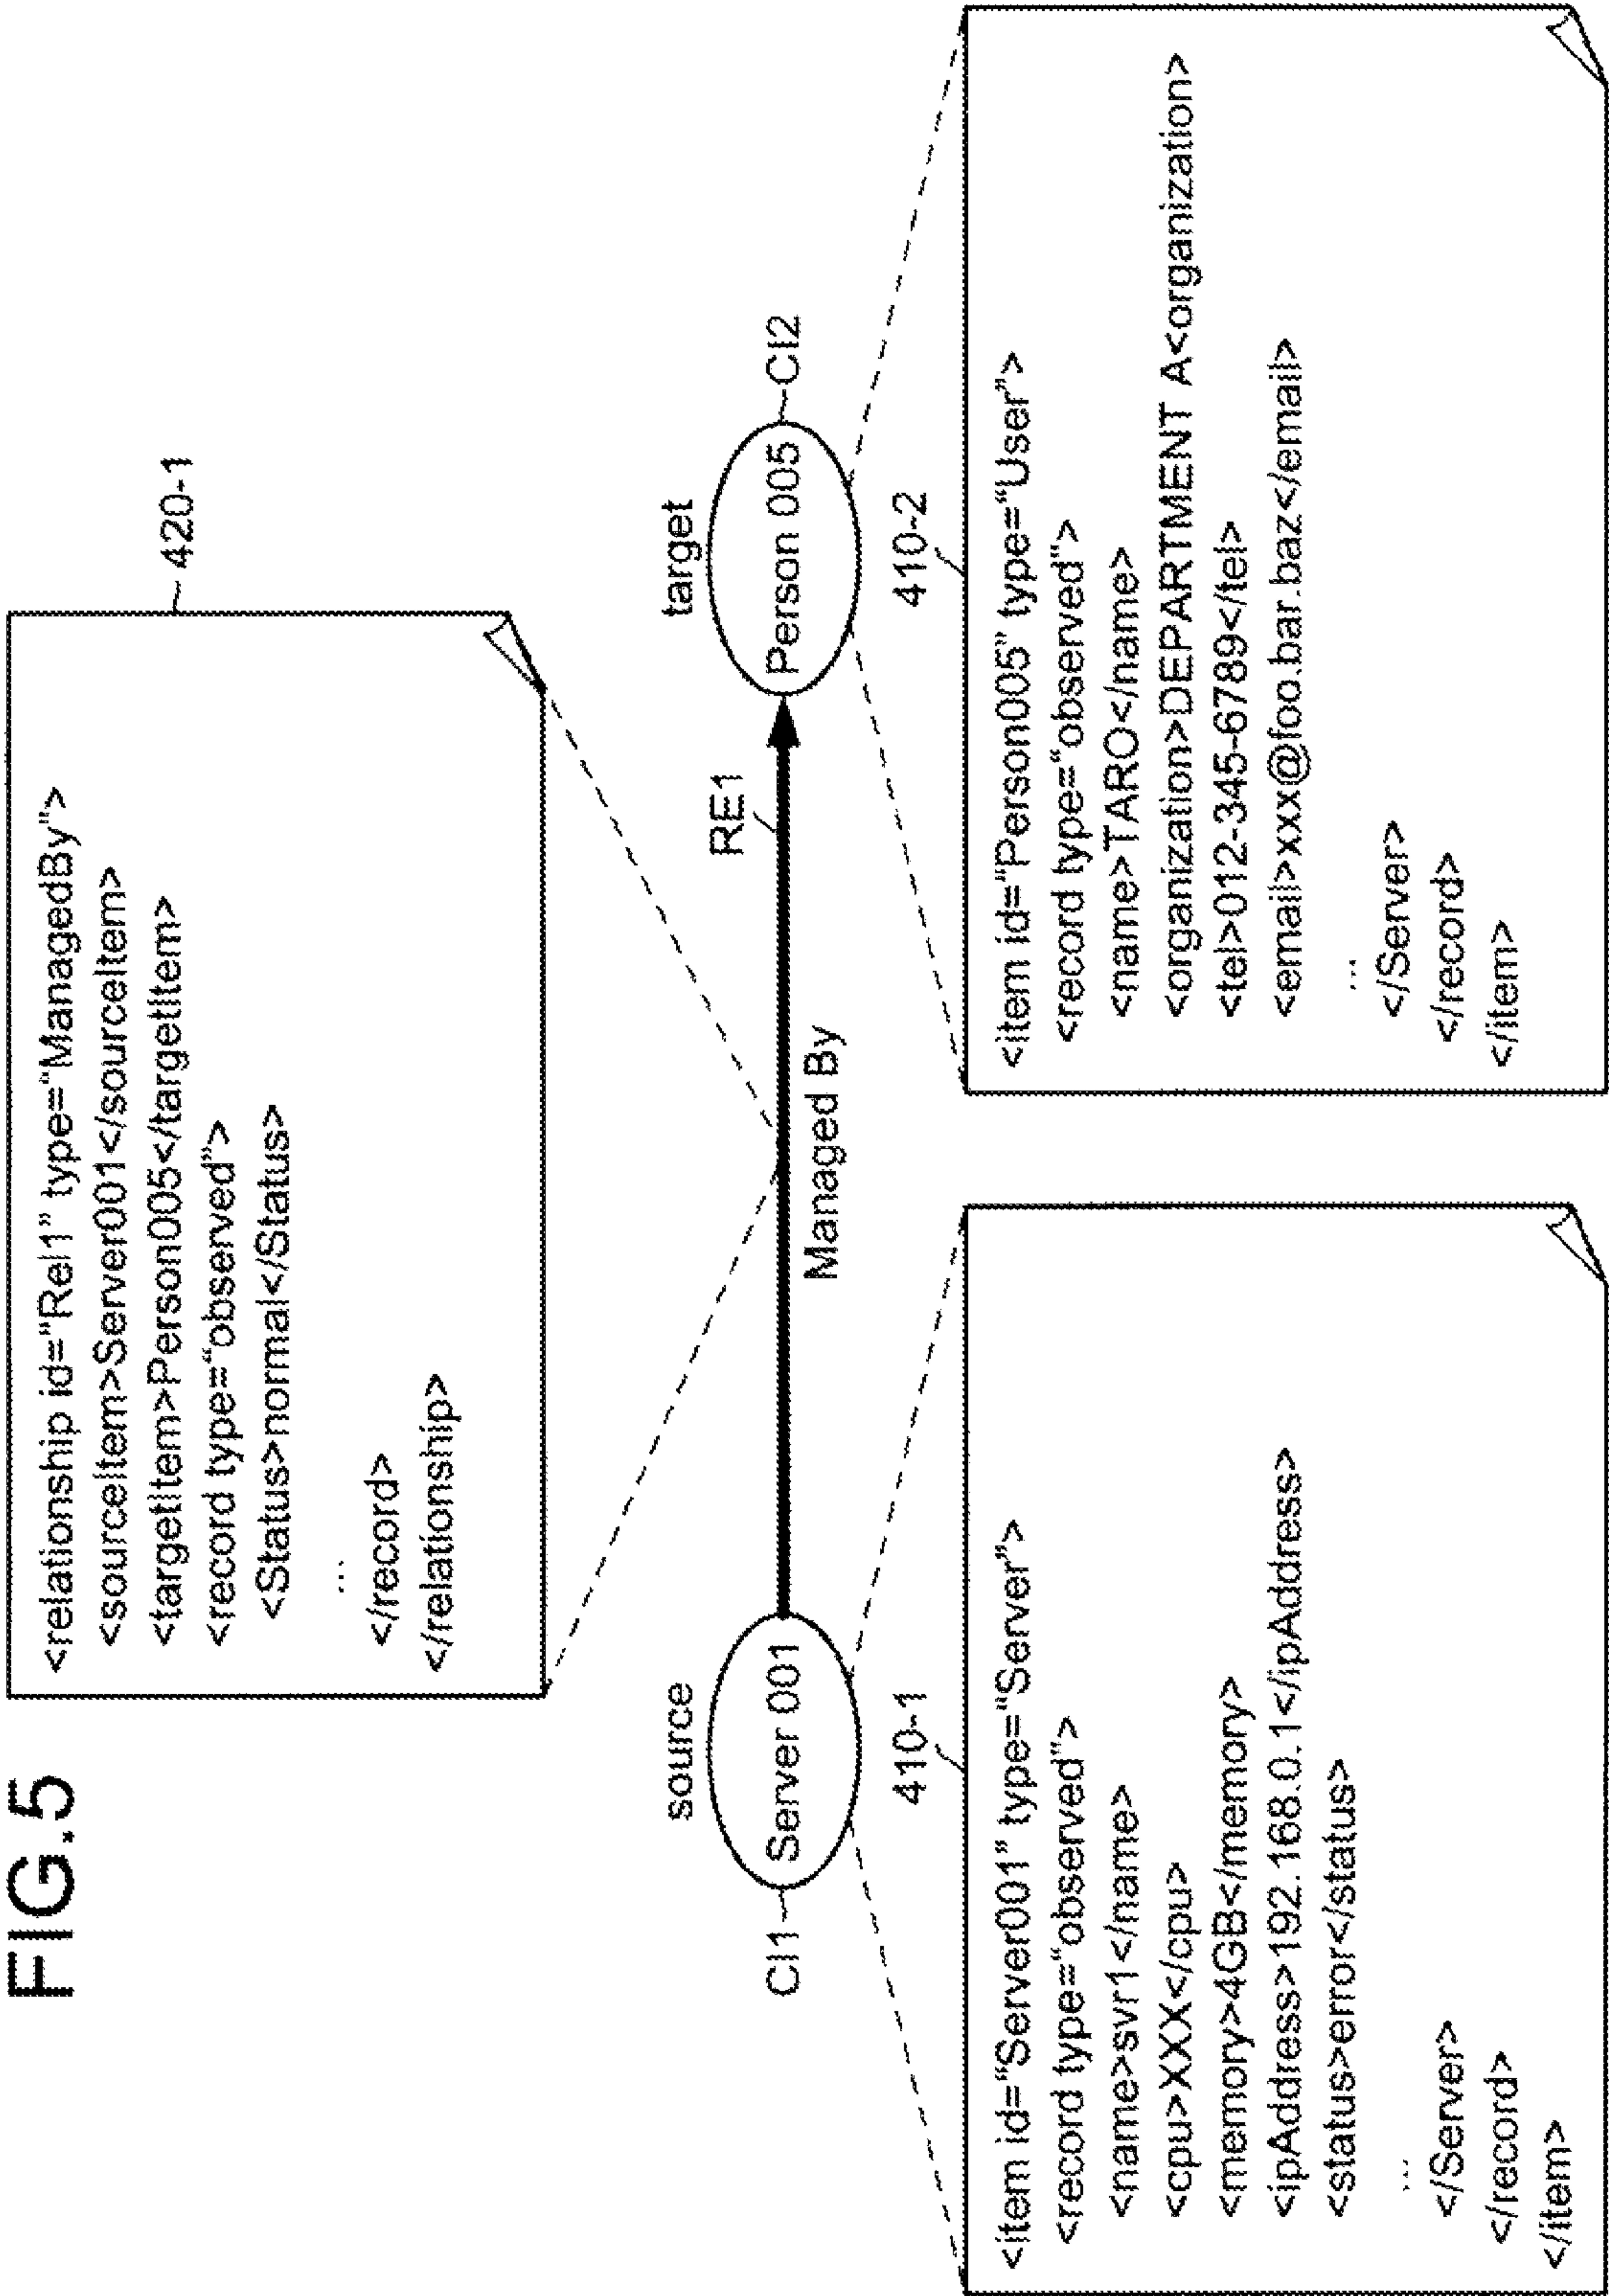 FIG.5
<relationship id="Rel1" type="ManagedBy">
<sourceItem>Server001</sourceItem>
<targetItem>Person005</targetItem>
<record type="observed">
<Status>normal</Status>
...
</record>
</relationship>
420-1
source
target
CI1
Server 001
RE1
Managed By
Person 005
CI2
410-1
<item id="Server001" type="Server">
<record type="observed">
<name>svr1</name>
<cpu>XXX</cpu>
<memory>4GB</memory>
<ipAddress>192.168.0.1</ipAddress>
<status>error</status>
...
</Server>
</record>
</item>
410-2
<item id="Person005" type="User">
<record type="observed">
<name>TARO</name>
<organization>DEPARTMENT A<organization>
<tel>012-345-6789</tel>
<email>xxx@foo.bar.baz</email>
...
</Server>
</record>
</item>